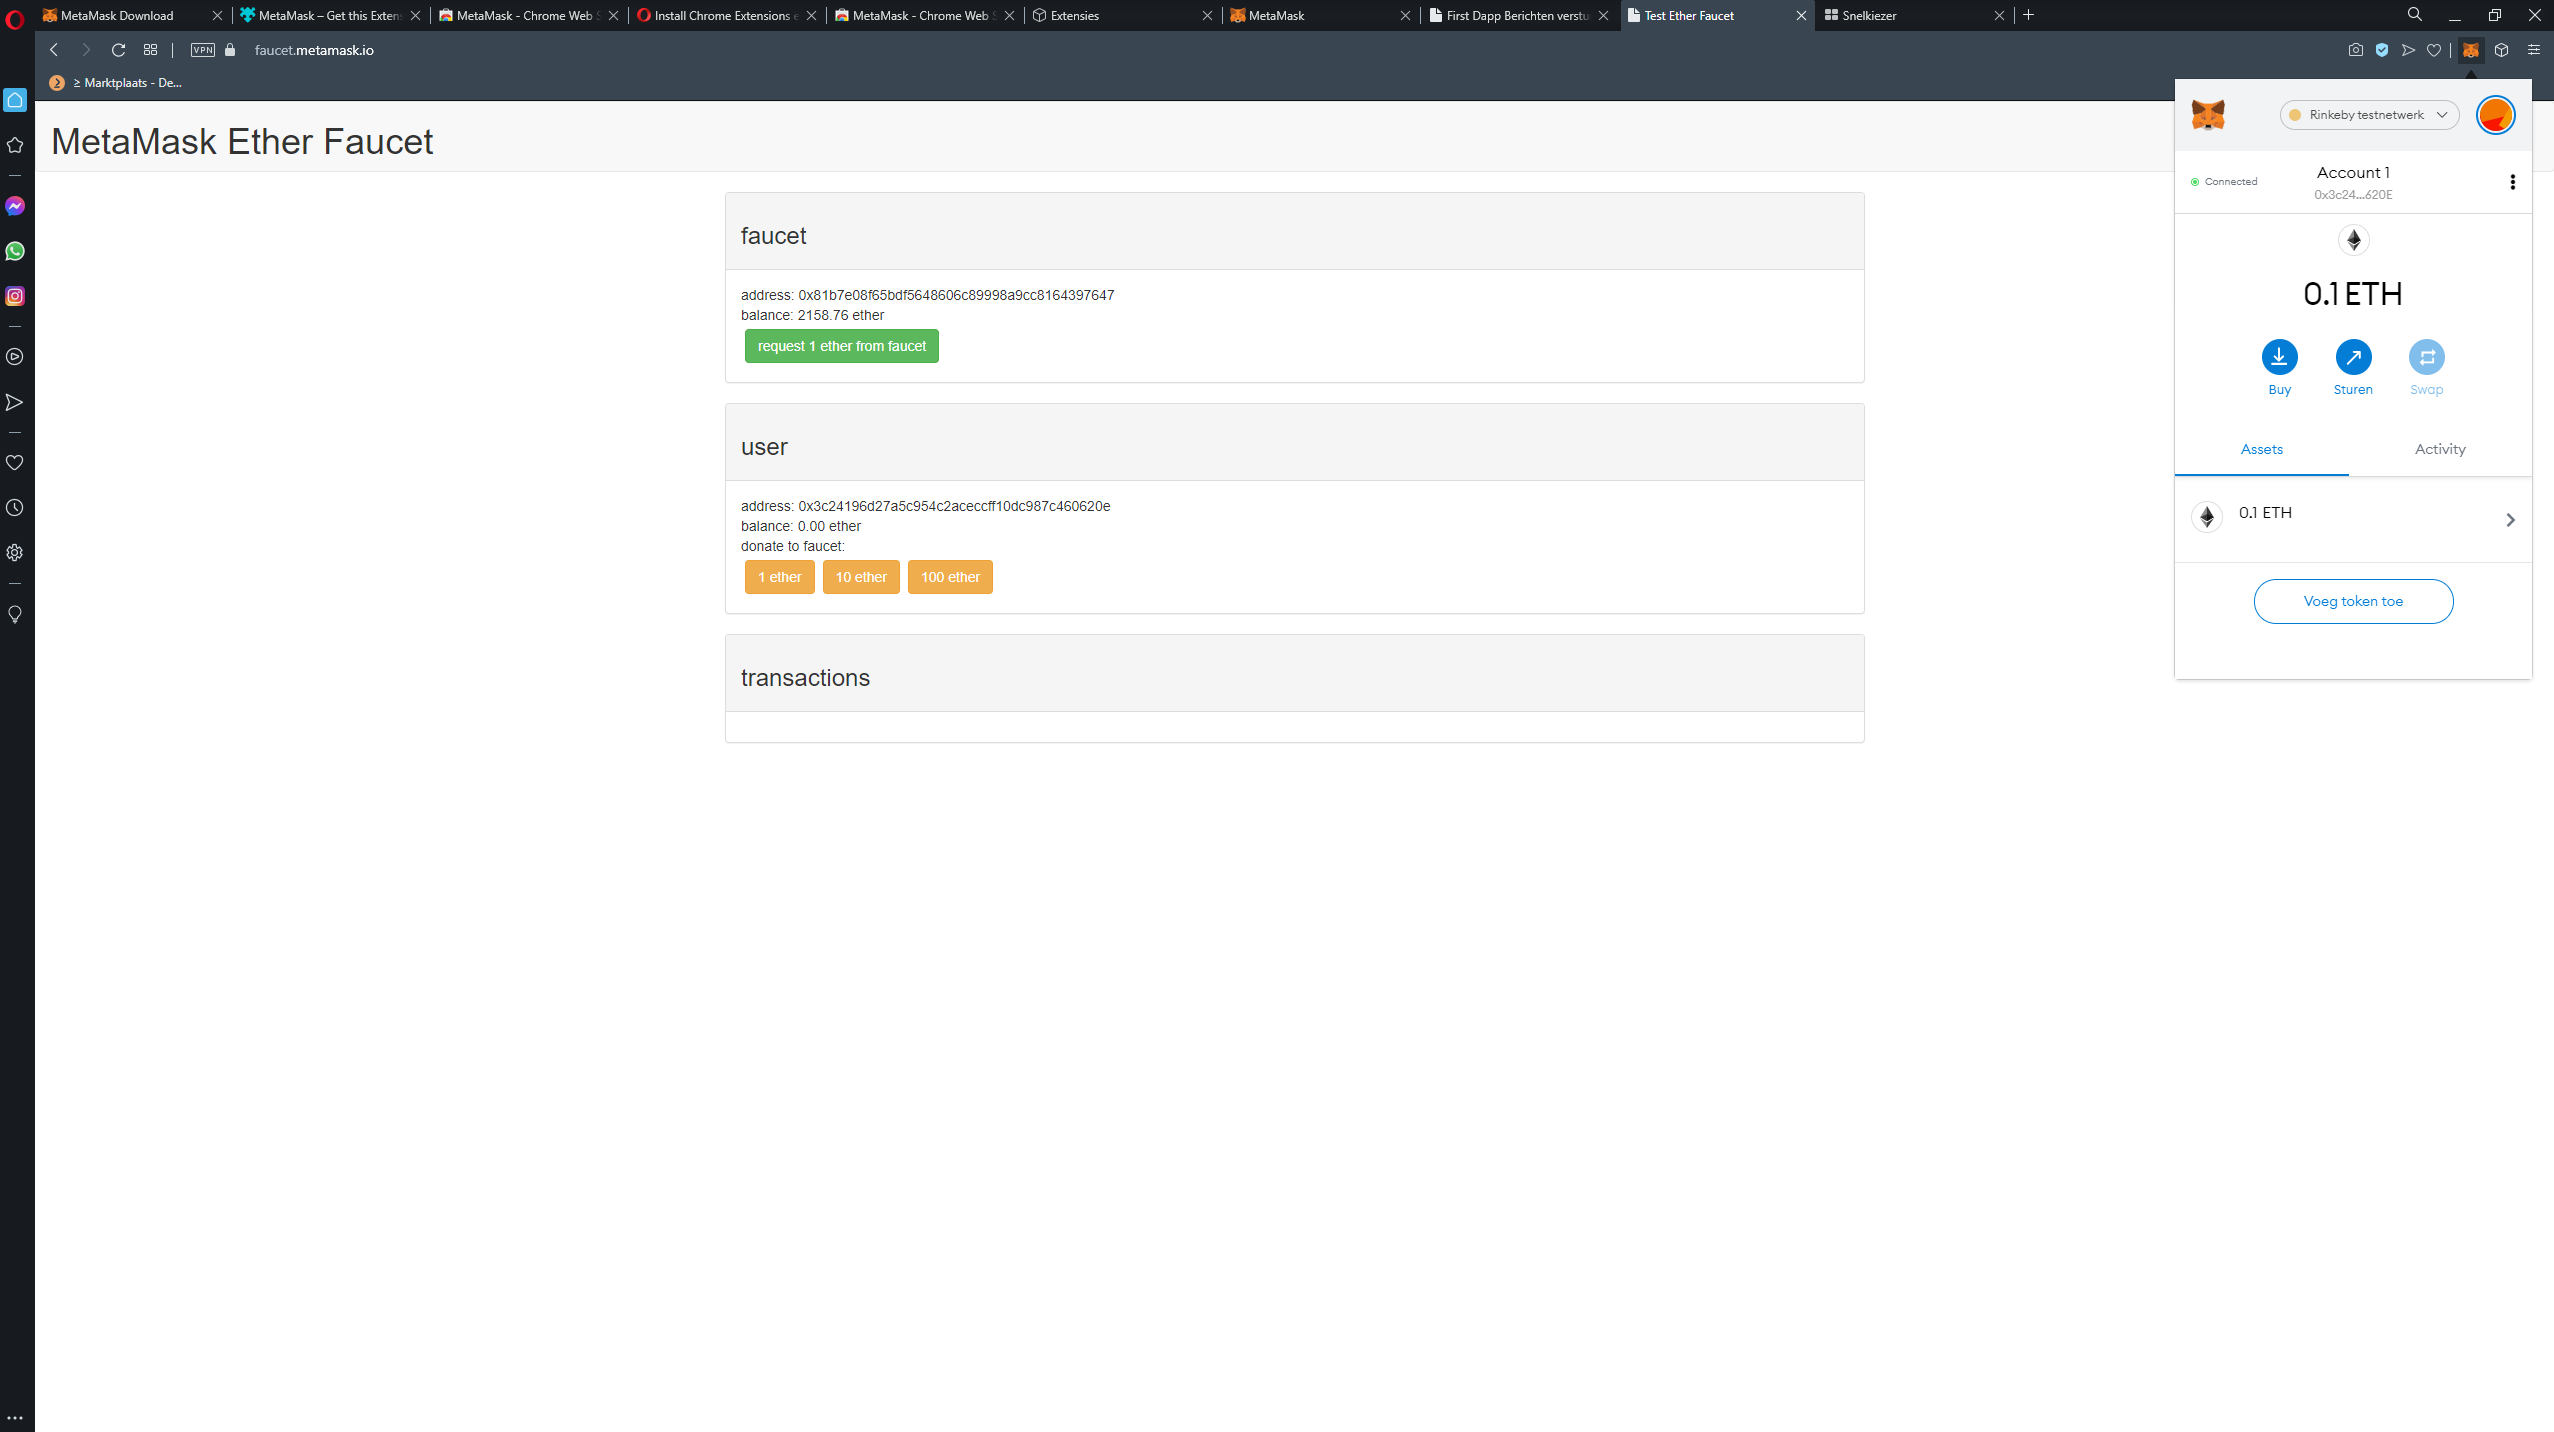 MetaMask Download
MetaMask – Get this Exten
MetaMask - Chrome Web S
Install Chrome Extensions e
MetaMask - Chrome Web S
Extensies
MetaMask
First Dapp Berichten verstu
Test Ether Faucet
Snelkiezer
VPN
faucet.metamask.io
≥ Marktplaats - De...
MetaMask Ether Faucet
faucet
address: 0x81b7e08f65bdf5648606c89998a9cc8164397647
balance: 2158.76 ether
request 1 ether from faucet
user
address: 0x3c24196d27a5c954c2aceccff10dc987c460620e
balance: 0.00 ether
donate to faucet:
1 ether
10 ether
100 ether
transactions
Rinkeby testnetwerk
Connected
Account 1
0x3c24...620E
0.1 ETH
Buy
Sturen
Swap
Assets
Activity
0.1 ETH
Voeg token toe